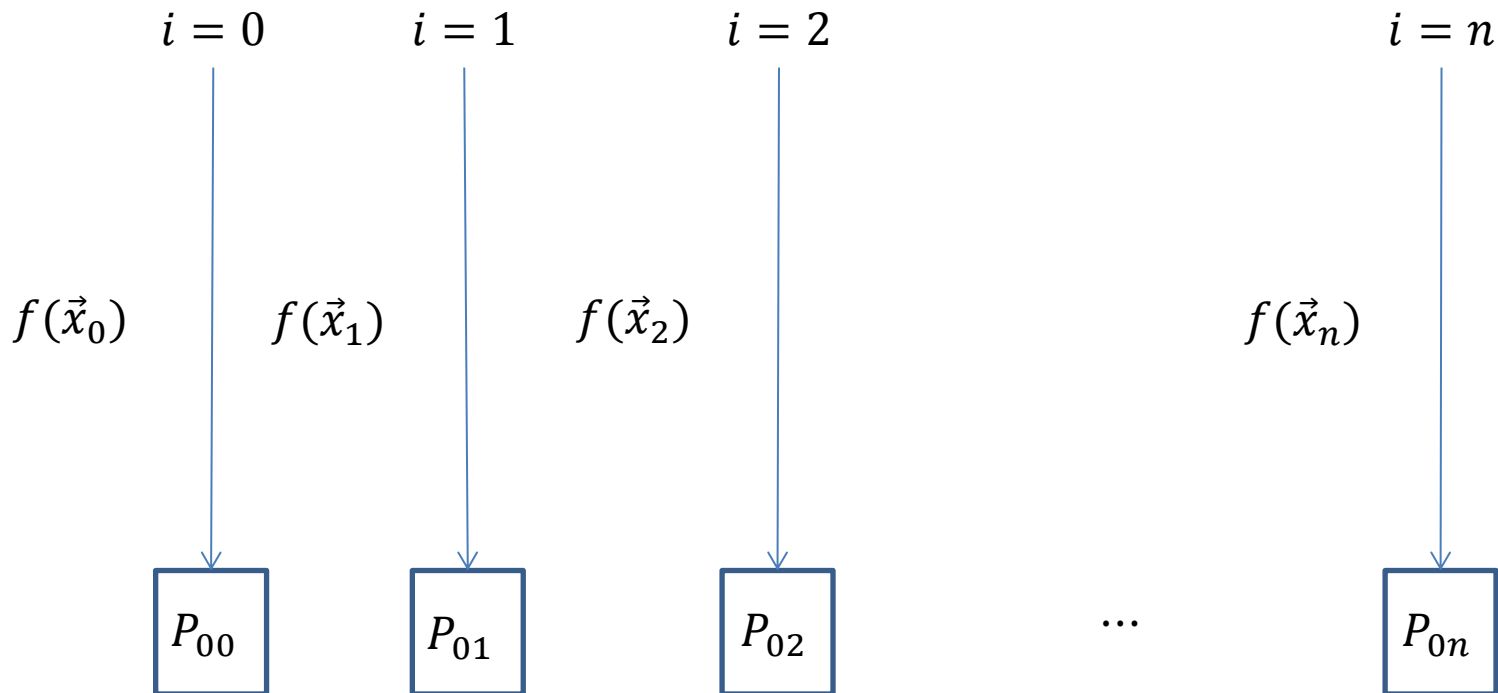 i = 0 i = 1 i = 2 i = n
f(x⃗₀) f(x⃗₁) f(x⃗₂) f(x⃗ₙ)
P₀₀ P₀₁ P₀₂ ... P₀ₙ